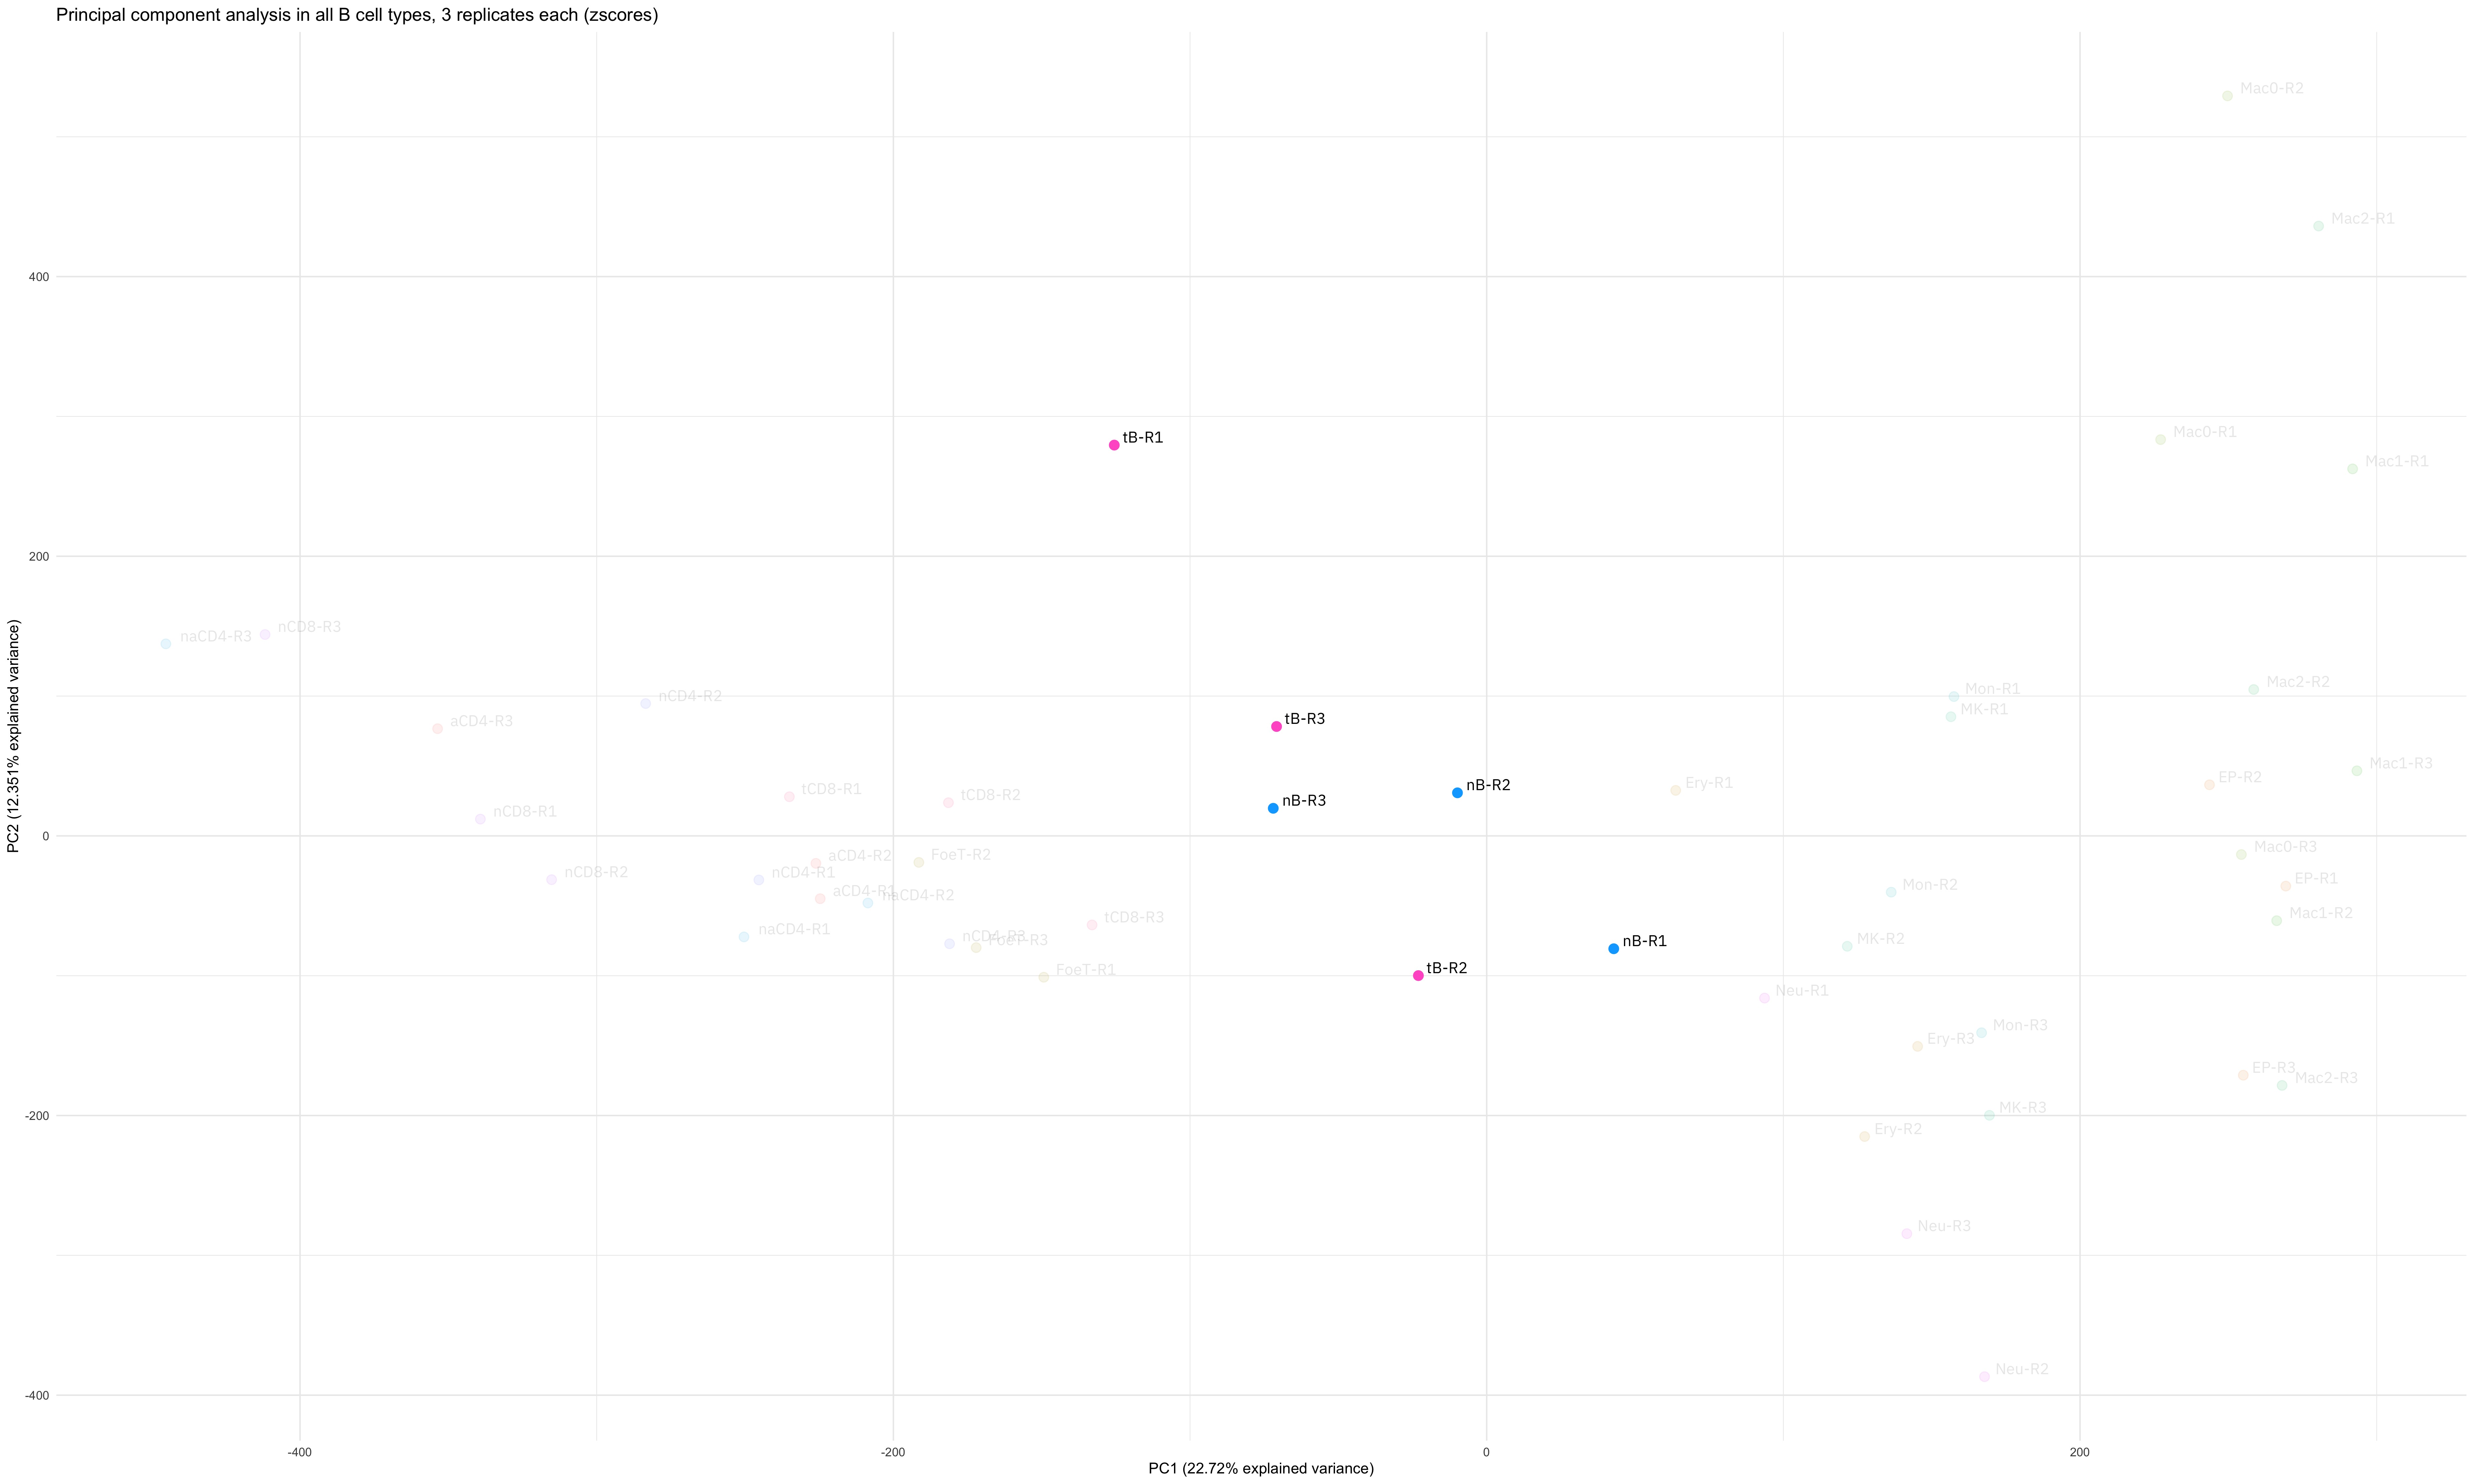 Principal component analysis in all B cell types, 3 replicates each (zscores)
Mac0-R2
Mac2-R1
400
tB-R1
Mac0-R1
Mac1-R1
200
naCD4-R3
nCD8-R3
nCD4-R2
Mon-R1
Mac2-R2
MK-R1
aCD4-R3
tB-R3
Mac1-R3
EP-R2
tCD8-R1
tCD8-R2
nB-R3
nB-R2
Ery-R1
nCD8-R1
0
aCD4-R2
FoeT-R2
Mac0-R3
nCD8-R2
nCD4-R1
EP-R1
Mon-R2
aCD4-R1
naCD4-R2
Mac1-R2
tCD8-R3
naCD4-R1
nCD4-R3
FoeT-R3
nB-R1
MK-R2
FoeT-R1
tB-R2
Neu-R1
Mon-R3
Ery-R3
EP-R3
Mac2-R3
-200
MK-R3
Ery-R2
Neu-R3
Neu-R2
-400
-400
-200
0
200
PC1 (22.72% explained variance)
PC2 (12.351% explained variance)